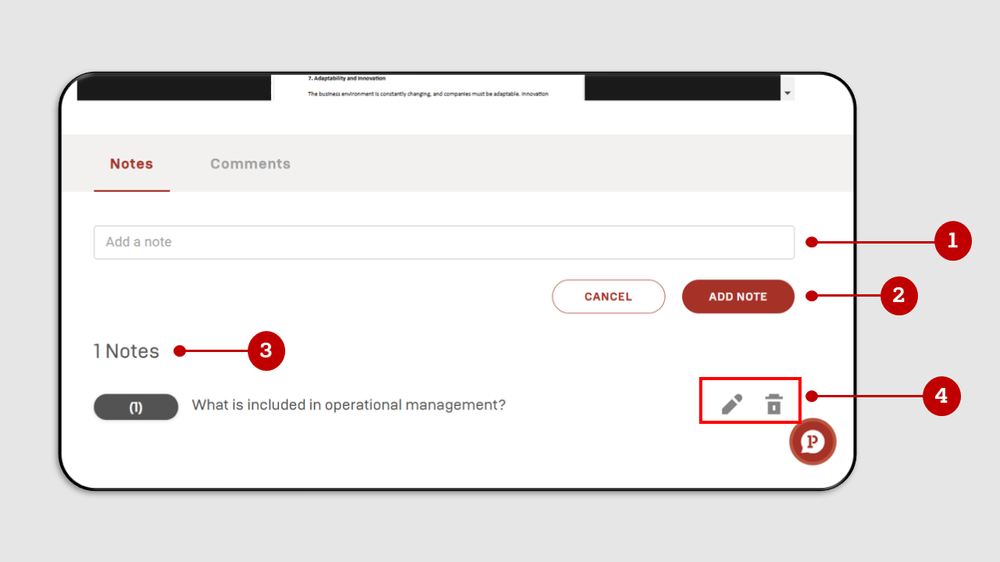 7. Adaptability and Innovation
The business environment is constantly changing, and companies must be adaptable. Innovation
Notes Comments
Add a note
1
CANCEL ADD NOTE
2
1 Notes
3
(1) What is included in operational management?
4
P